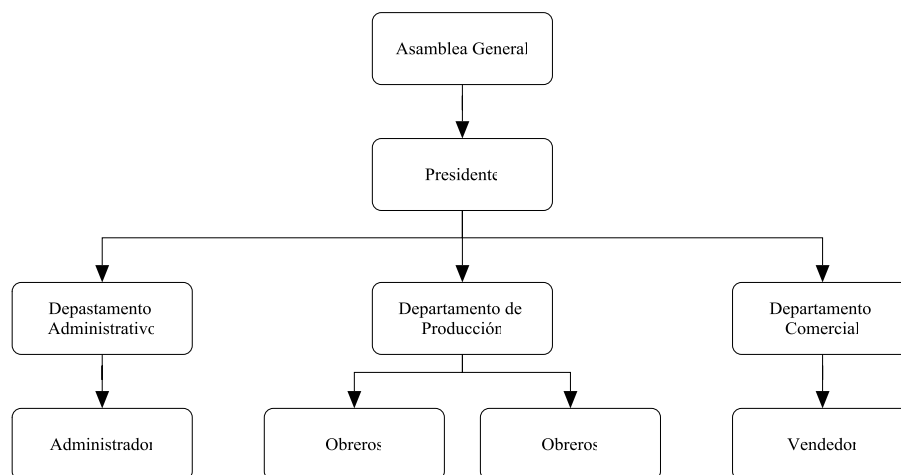 Asamblea General
Presidente
Depastamento
Administrativo
Departamento de
Producción
Departamento
Comercial
Administrador
Obreros
Obreros
Vendedor